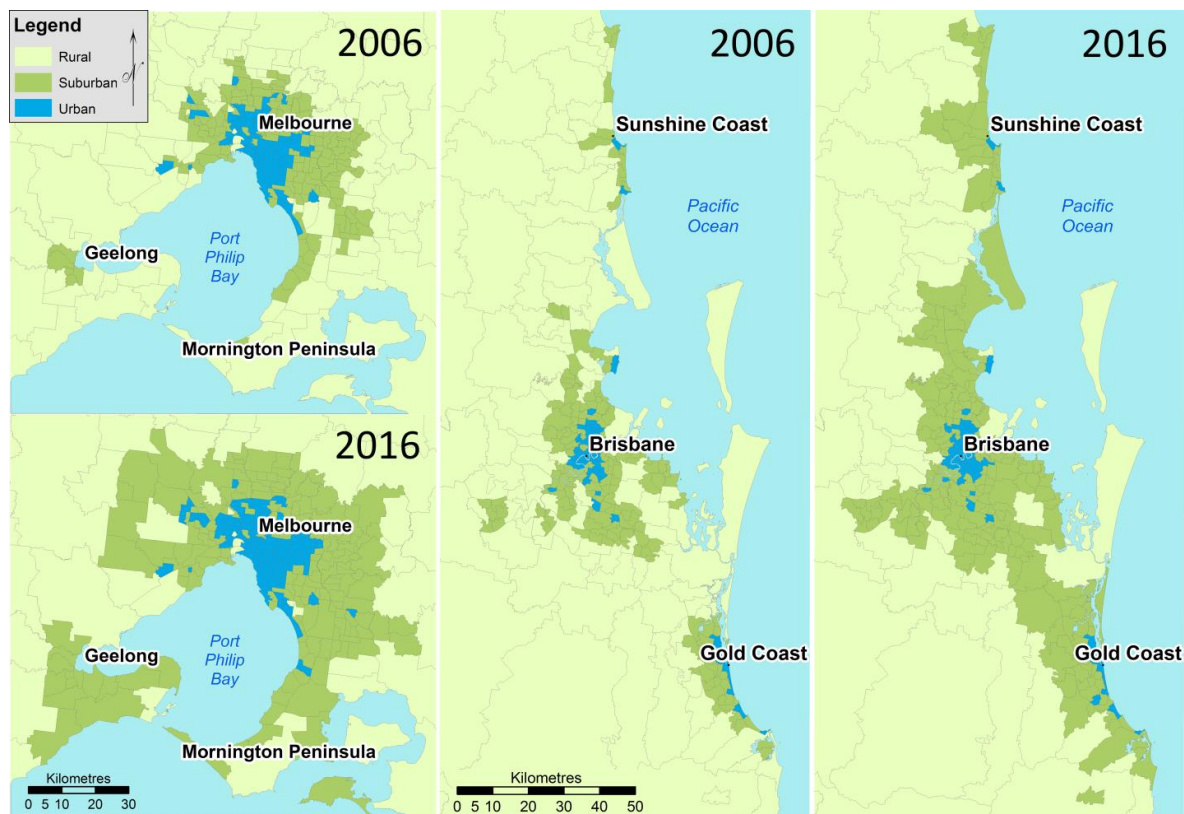 Legend
N
Rural
Suburban
Urban
2006
Melbourne
Geelong
Port
Philip
Bay
Mornington Peninsula
2016
Melbourne
Geelong
Port
Philip
Bay
Mornington Peninsula
Kilometres
0 5 10 20 30
2006
Sunshine Coast
Pacific
Ocean
Brisbane
Gold Coast
Kilometres
0 5 10 20 30 40 50
2016
Sunshine Coast
Pacific
Ocean
Brisbane
Gold Coast